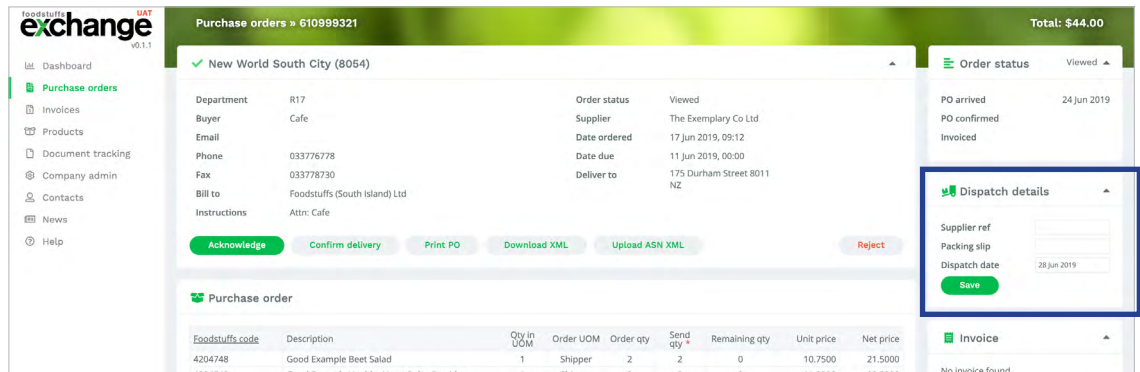 foodstuffs UAT
exchange
v0.1.1
Dashboard
Purchase orders
Invoices
Products
Document tracking
Company admin
Contacts
News
Help
Purchase orders » 610999321 Total: $44.00
New World South City (8054)
Department R17
Buyer Cafe
Email
Phone 033776778
Fax 033778730
Bill to Foodstuffs (South Island) Ltd
Instructions Attn: Cafe
Order status Viewed
Supplier The Exemplary Co Ltd
Date ordered 17 Jun 2019, 09:12
Date due 11 Jun 2019, 00:00
Deliver to 175 Durham Street 8011
NZ
Acknowledge Confirm delivery Print PO Download XML Upload ASN XML Reject
Purchase order
Foodstuffs code Description Qty in UOM Order UOM Order qty Send qty * Remaining qty Unit price Net price
4204748 Good Example Beet Salad 1 Shipper 2 2 0 10.7500 21.5000
Order status Viewed
PO arrived 24 Jun 2019
PO confirmed
Invoiced
Dispatch details
Supplier ref
Packing slip
Dispatch date 28 Jun 2019
Save
Invoice
No invoice found